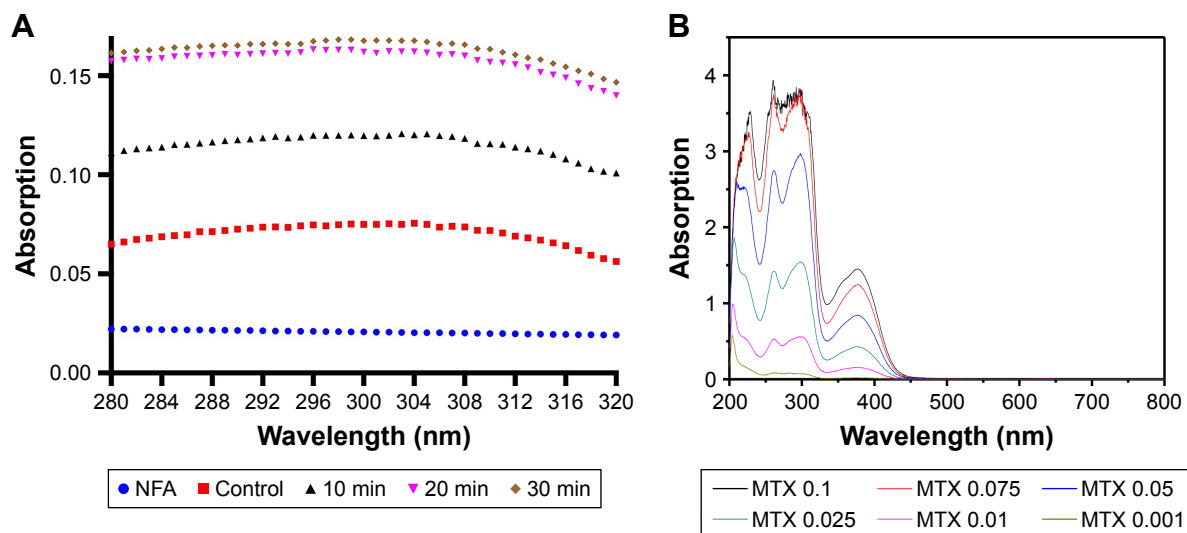 A
Absorption
0.15
0.10
0.05
0.00
280 284 288 292 296 300 304 308 312 316 320
Wavelength (nm)
NFA Control 10 min 20 min 30 min
B
Absorption
4
3
2
1
0
200 300 400 500 600 700 800
Wavelength (nm)
MTX 0.1 MTX 0.075 MTX 0.05
MTX 0.025 MTX 0.01 MTX 0.001